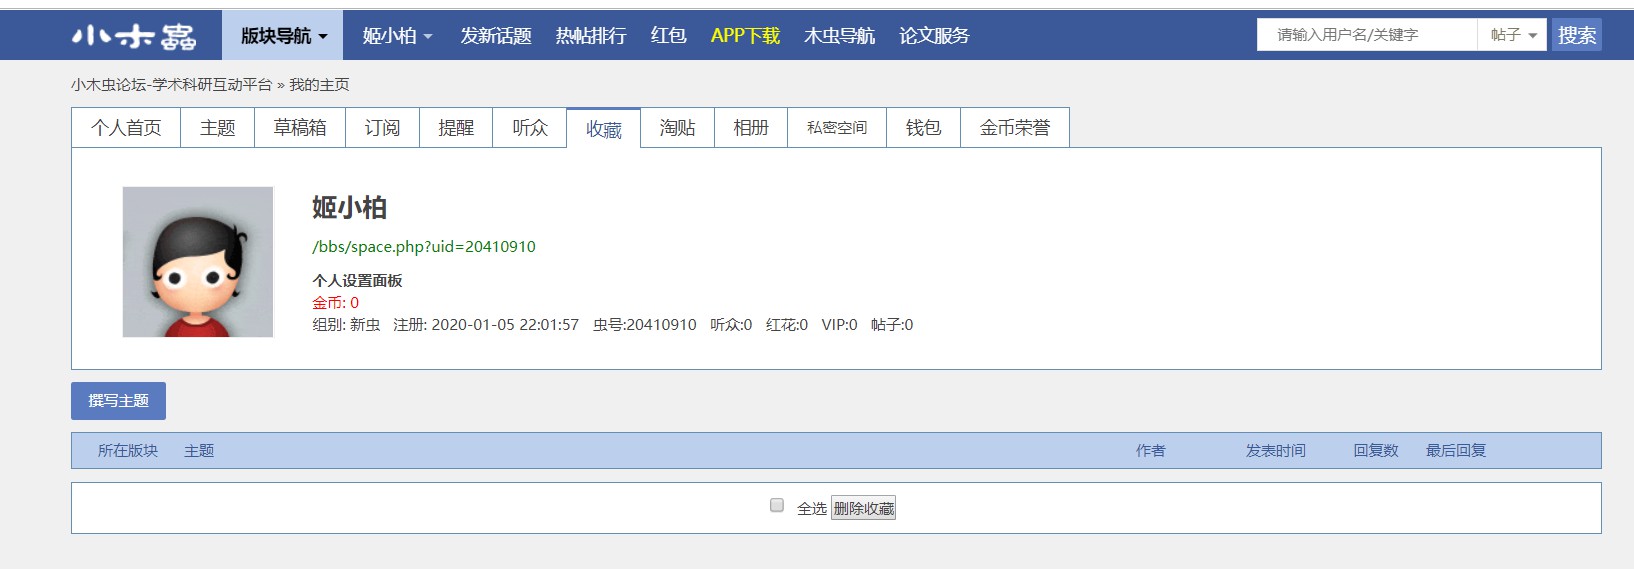 小木蟲 版块导航 姬小柏 发新话题 热帖排行 红包 APP下载 木虫导航 论文服务 请输入用户名/关键字 帖子 搜索
小木虫论坛-学术科研互动平台 » 我的主页
个人首页 主题 草稿箱 订阅 提醒 听众 收藏 淘贴 相册 私密空间 钱包 金币荣誉
姬小柏
/bbs/space.php?uid=20410910
个人设置面板
金币: 0
组别: 新虫 注册: 2020-01-05 22:01:57 虫号:20410910 听众:0 红花:0 VIP:0 帖子:0
撰写主题
所在版块 主题 作者 发表时间 回复数 最后回复
全选 删除收藏